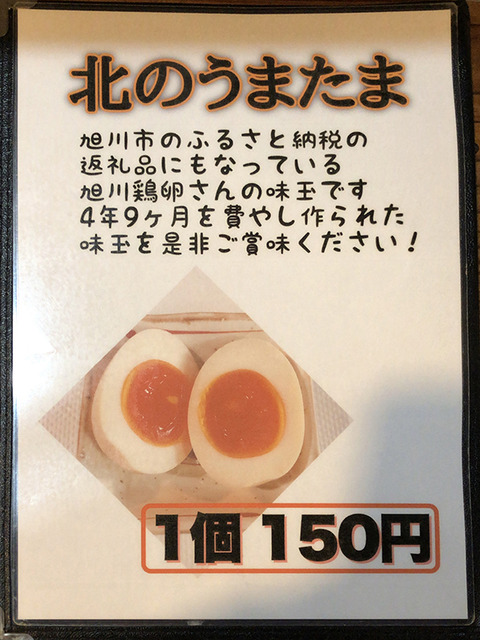 北のうまたま
旭川市のふるさと納税の
返礼品にもなっている
旭川鶏卵さんの味玉です
4年9ヶ月を費やし作られた
味玉を是非ご賞味ください！
1個 150円